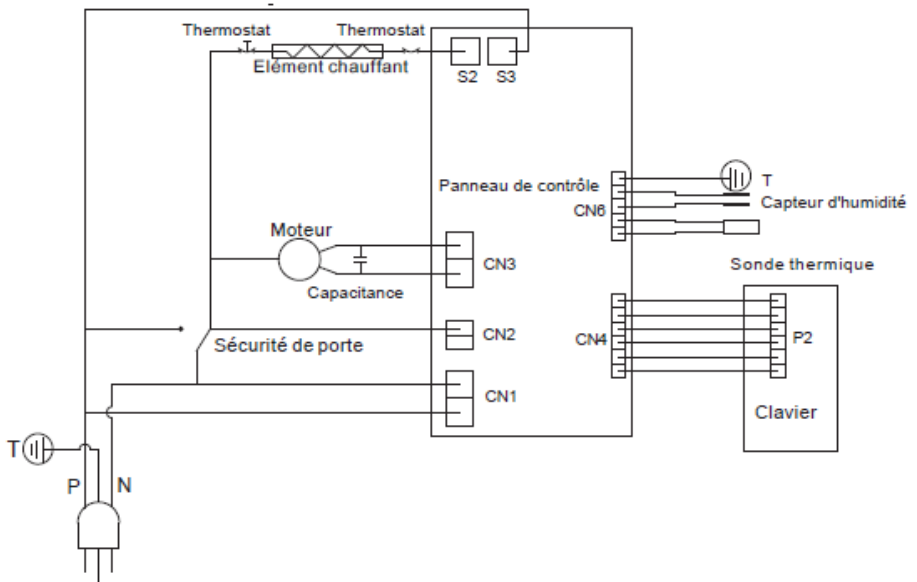 Thermostat
Thermostat
Elément chauffant
S2
S3
Panneau de contrôle
T
CN6
Capteur d'humidité
Moteur
CN3
Sonde thermique
Capacitance
CN2
CN4
P2
Sécurité de porte
CN1
Clavier
T
P
N